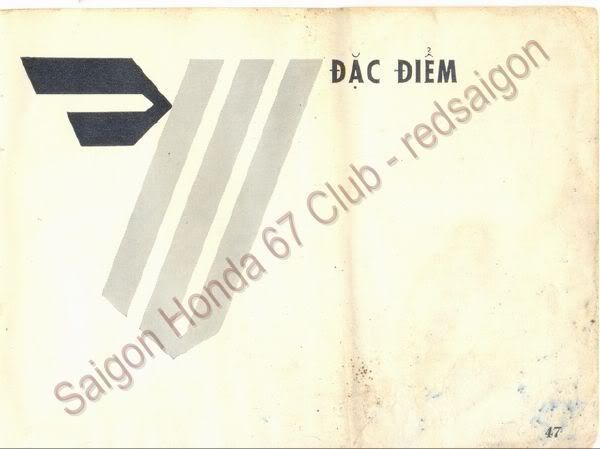 ĐẶC ĐIỂM
Saigon Honda 67 Club - redsaigon
47